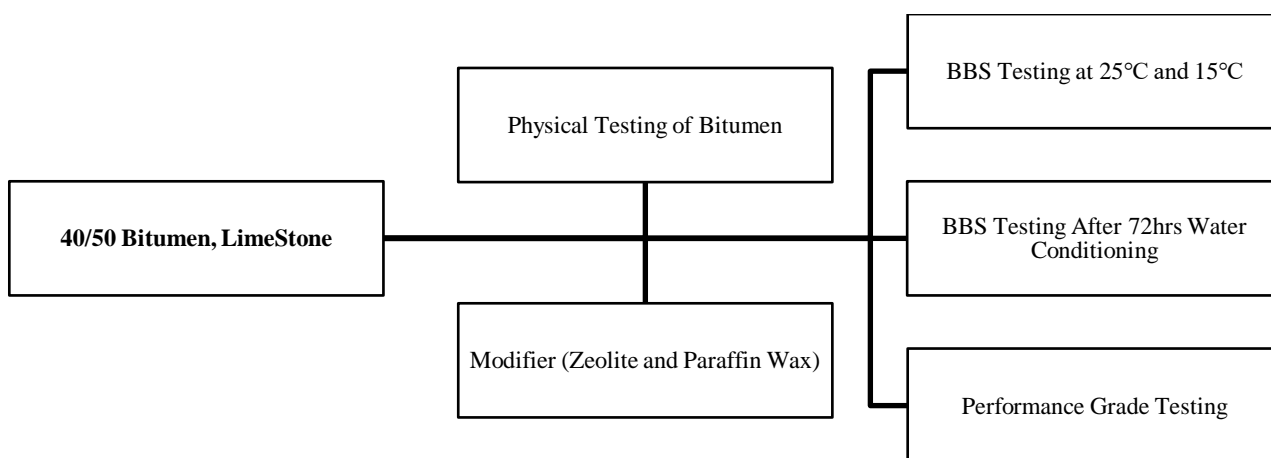 40/50 Bitumen, LimeStone
Physical Testing of Bitumen
Modifier (Zeolite and Paraffin Wax)
BBS Testing at 25°C and 15°C
BBS Testing After 72hrs Water
Conditioning
Performance Grade Testing